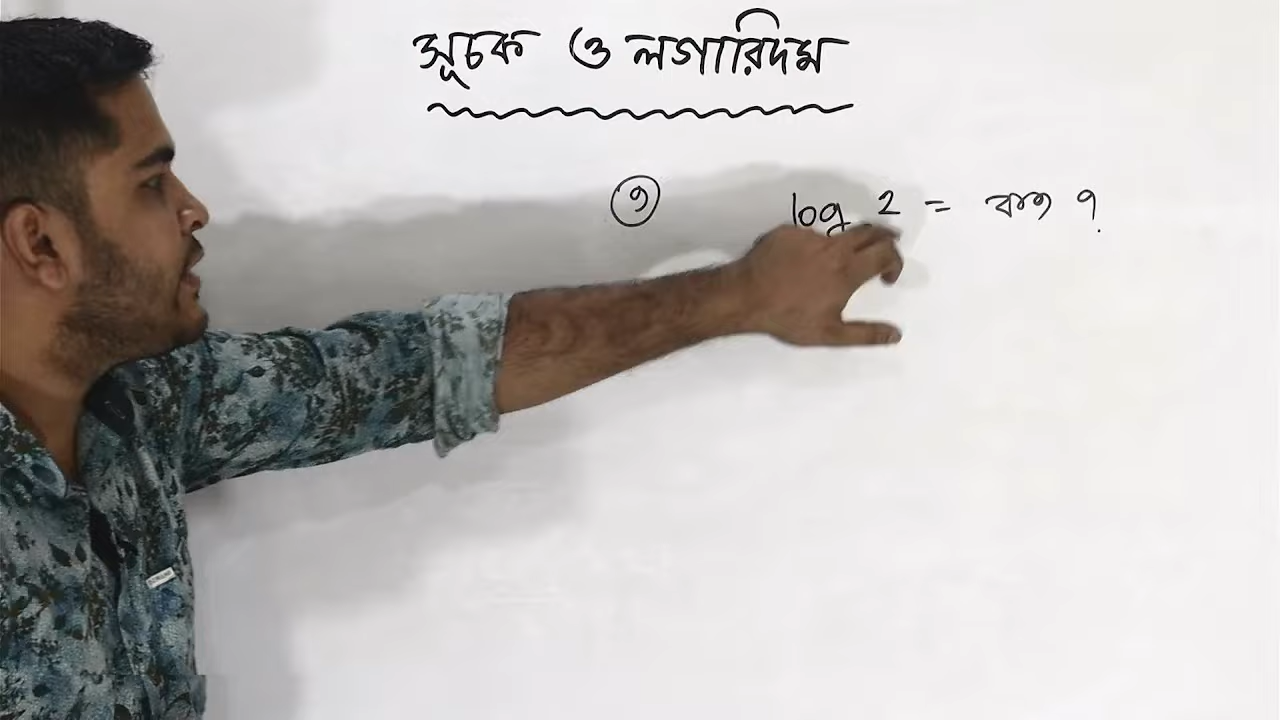 সূচক ও লগারিদম
৩ log 2 = কত ?